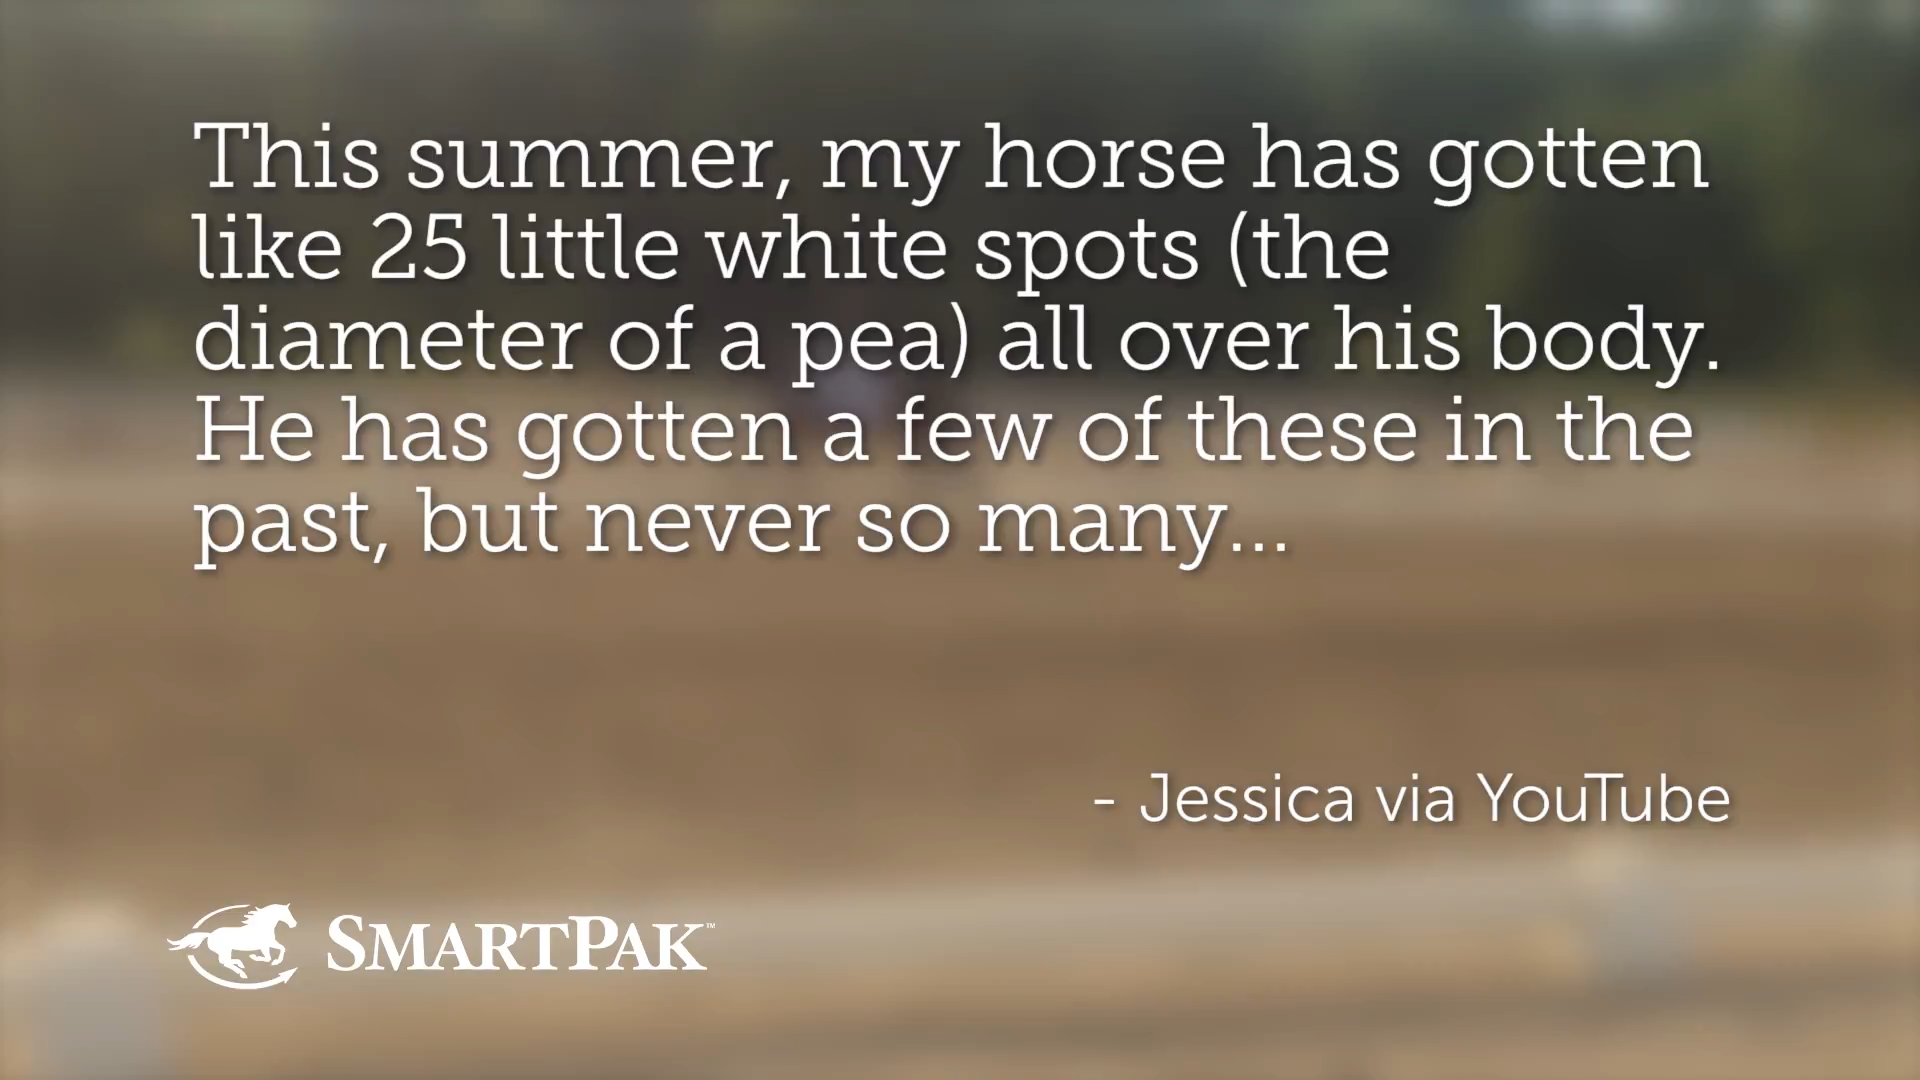 This summer, my horse has gotten
like 25 little white spots (the
diameter of a pea) all over his body.
He has gotten a few of these in the
past, but never so many...
- Jessica via YouTube
SMARTPAK™